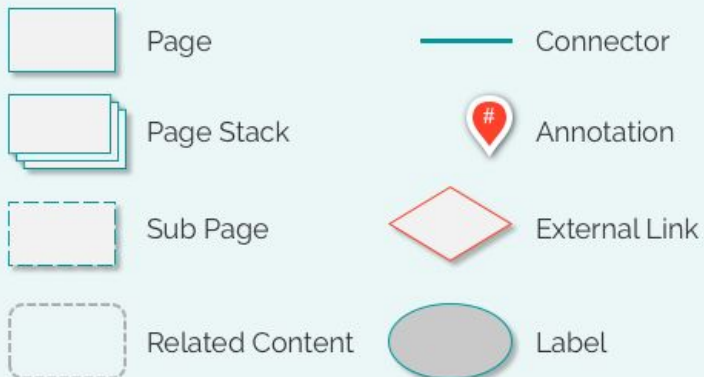 Page
Connector
Page Stack
#
Annotation
Sub Page
External Link
Related Content
Label